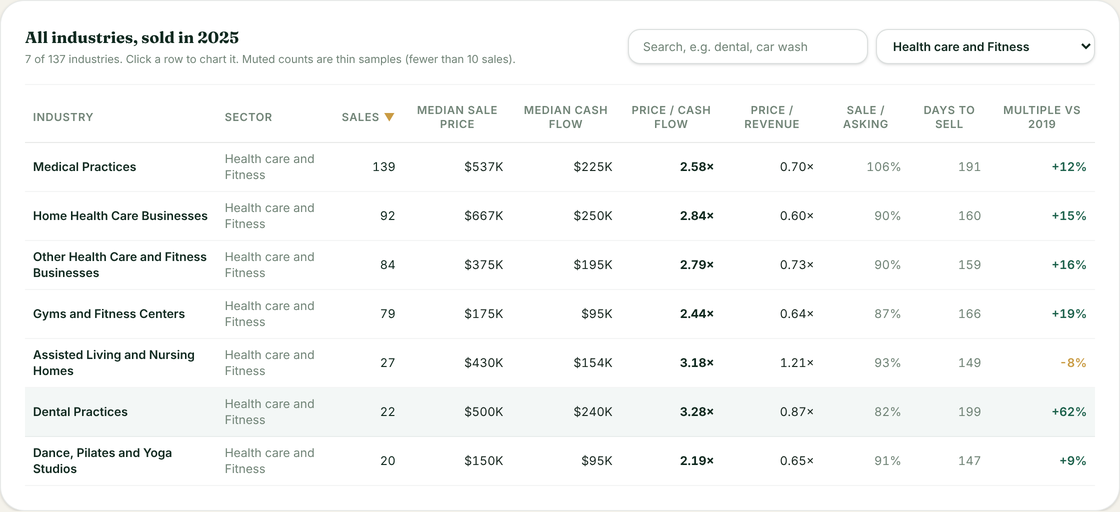 All industries, sold in 2025
7 of 137 industries. Click a row to chart it. Muted counts are thin samples (fewer than 10 sales).
Search, e.g. dental, car wash
Health care and Fitness
INDUSTRY SECTOR SALES ▼ MEDIAN SALE PRICE MEDIAN CASH FLOW PRICE / CASH FLOW PRICE / REVENUE SALE / ASKING DAYS TO SELL MULTIPLE VS 2019
Medical Practices Health care and Fitness 139 $537K $225K 2.58× 0.70× 106% 191 +12%
Home Health Care Businesses Health care and Fitness 92 $667K $250K 2.84× 0.60× 90% 160 +15%
Other Health Care and Fitness Businesses Health care and Fitness 84 $375K $195K 2.79× 0.73× 90% 159 +16%
Gyms and Fitness Centers Health care and Fitness 79 $175K $95K 2.44× 0.64× 87% 166 +19%
Assisted Living and Nursing Homes Health care and Fitness 27 $430K $154K 3.18× 1.21× 93% 149 -8%
Dental Practices Health care and Fitness 22 $500K $240K 3.28× 0.87× 82% 199 +62%
Dance, Pilates and Yoga Studios Health care and Fitness 20 $150K $95K 2.19× 0.65× 91% 147 +9%